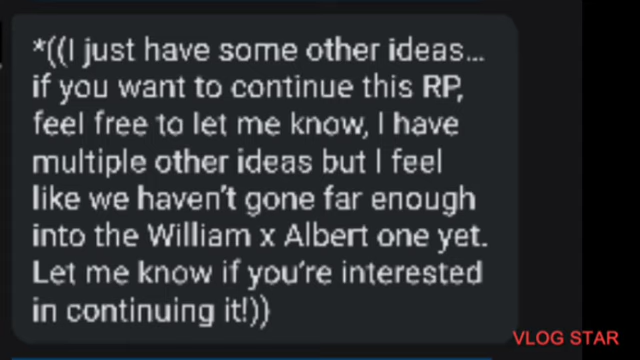 *((I just have some other ideas...
if you want to continue this RP,
feel free to let me know, I have
multiple other ideas but I feel
like we haven't gone far enough
into the William x Albert one yet.
Let me know if you're interested
in continuing it!))
VLOG STAR